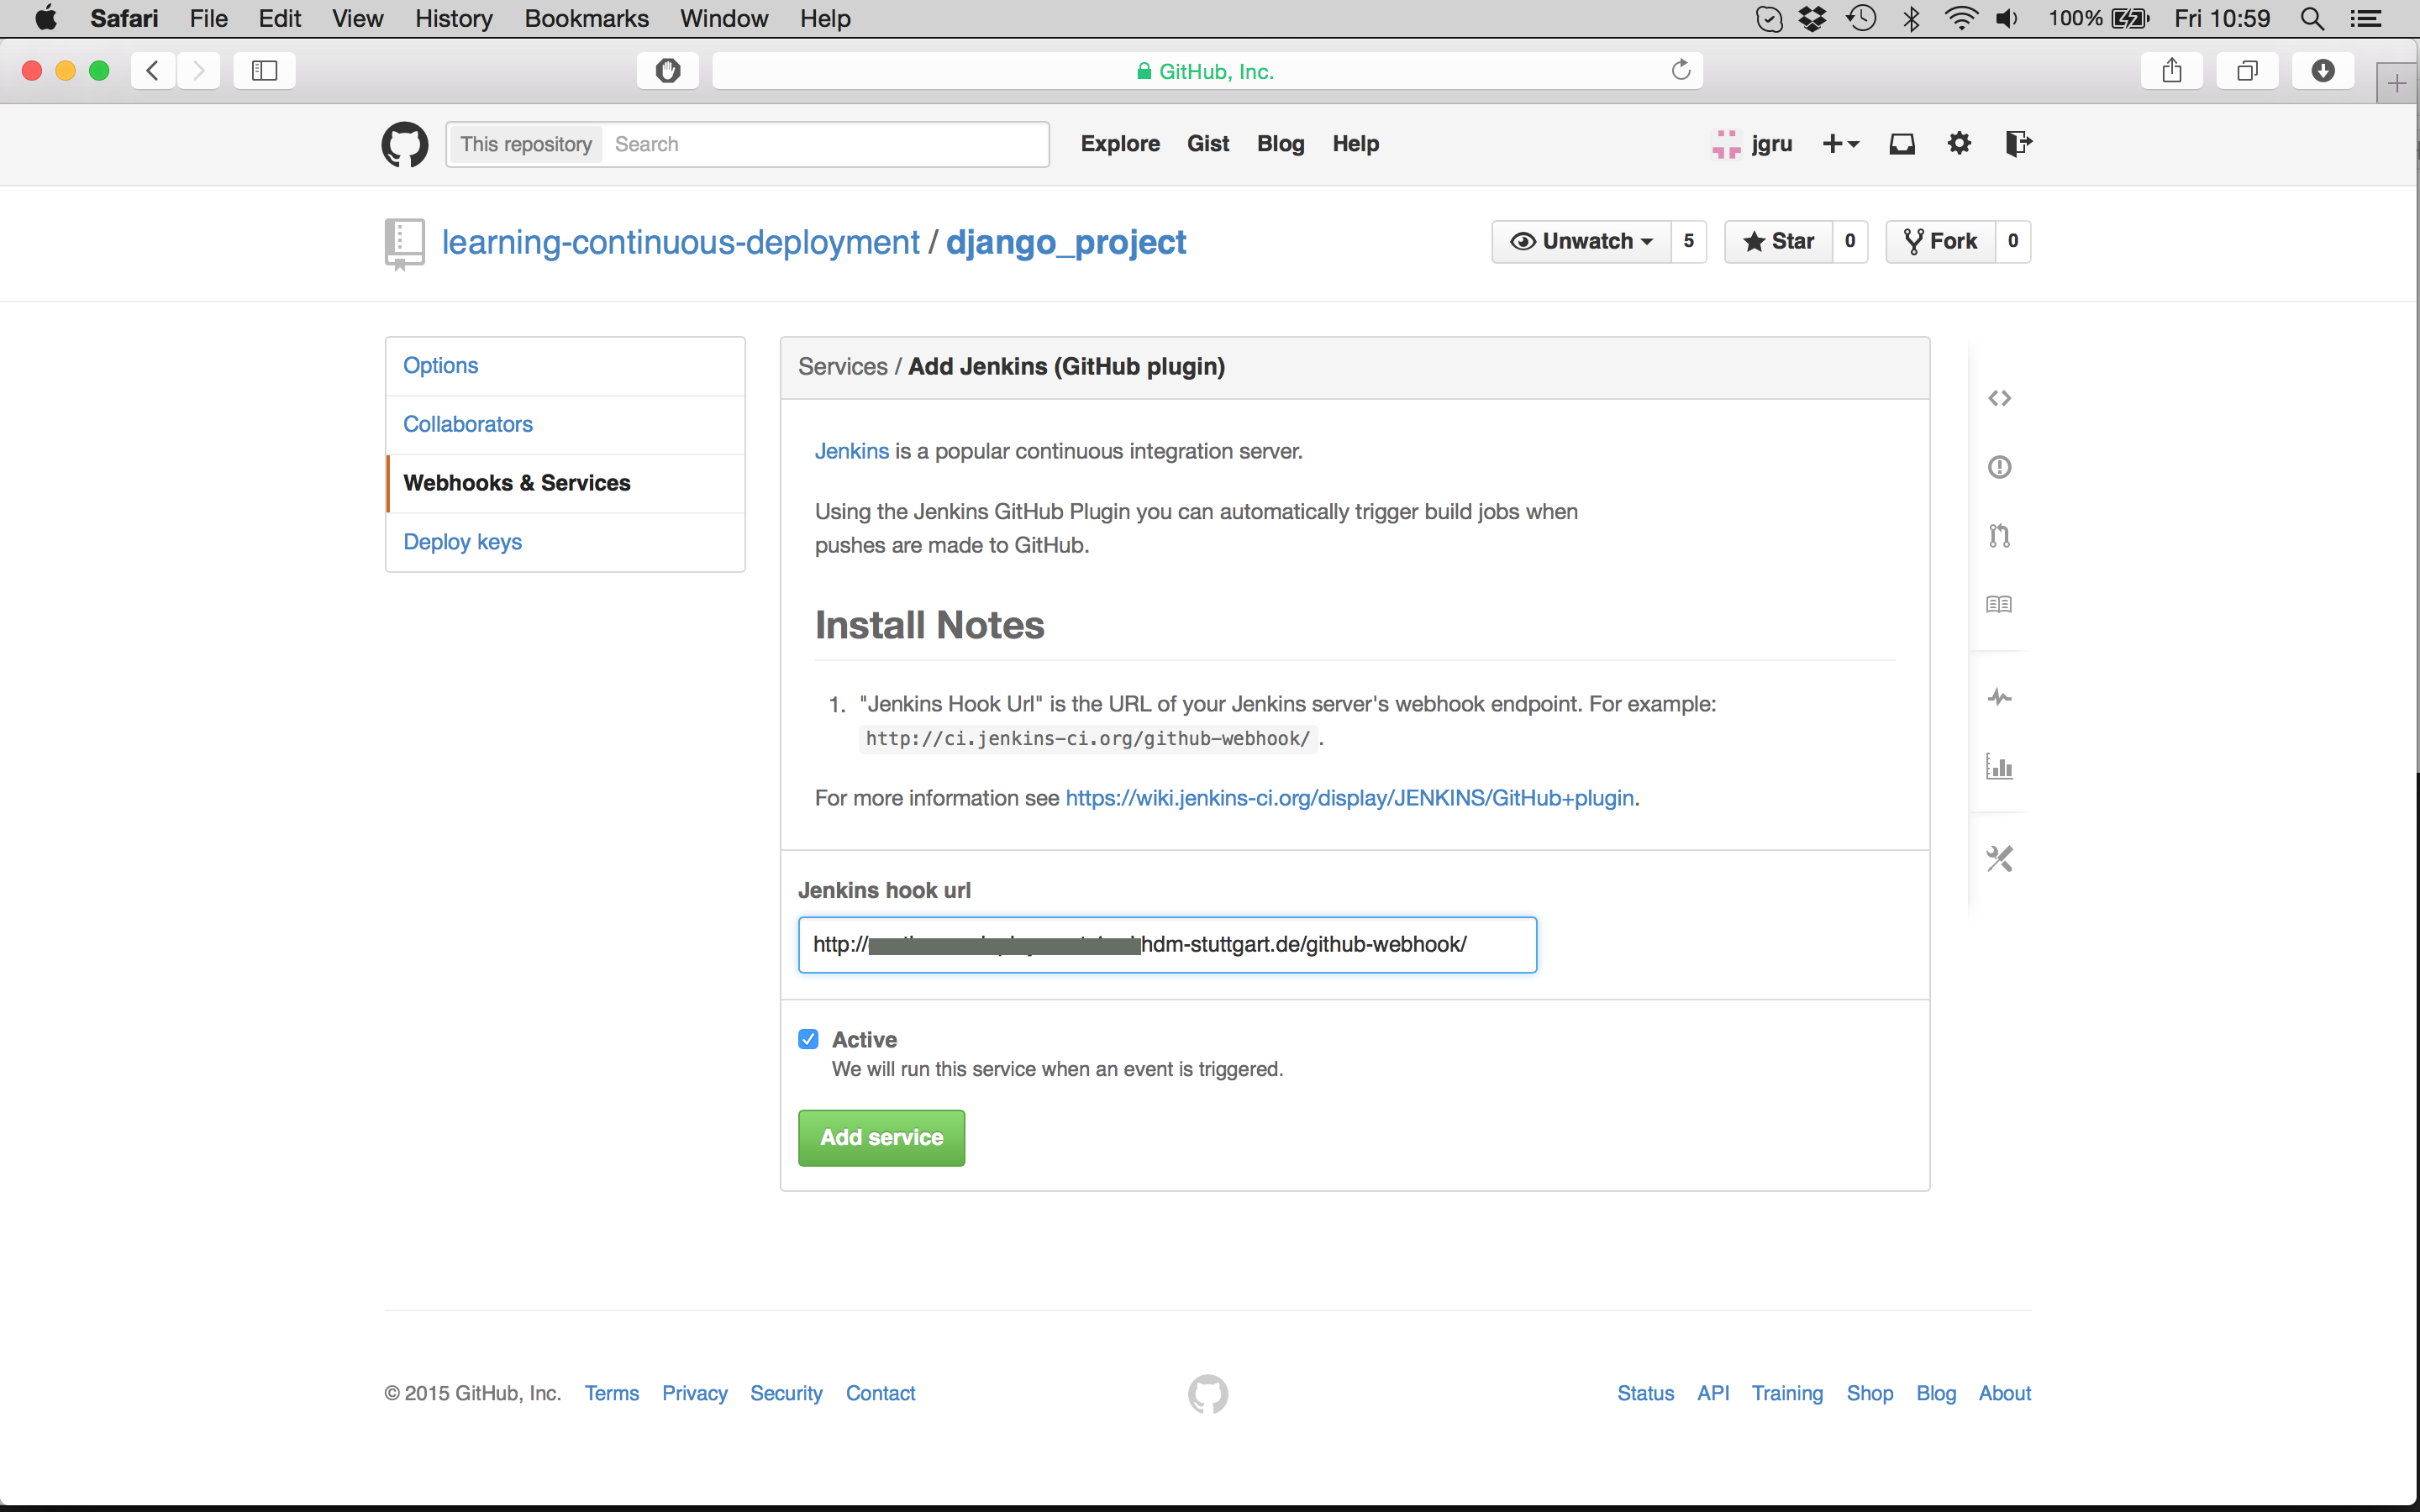 Safari File Edit View History Bookmarks Window Help 100% Fri 10:59
GitHub, Inc.
This repository Search Explore Gist Blog Help jgru
learning-continuous-deployment / django_project Unwatch 5 Star 0 Fork 0
Options
Collaborators
Webhooks & Services
Deploy keys
Services / Add Jenkins (GitHub plugin)
Jenkins is a popular continuous integration server.
Using the Jenkins GitHub Plugin you can automatically trigger build jobs when
pushes are made to GitHub.
Install Notes
1. "Jenkins Hook Url" is the URL of your Jenkins server's webhook endpoint. For example:
http://ci.jenkins-ci.org/github-webhook/ .
For more information see https://wiki.jenkins-ci.org/display/JENKINS/GitHub+plugin.
Jenkins hook url
http:// hdm-stuttgart.de/github-webhook/
Active
We will run this service when an event is triggered.
Add service
© 2015 GitHub, Inc. Terms Privacy Security Contact Status API Training Shop Blog About